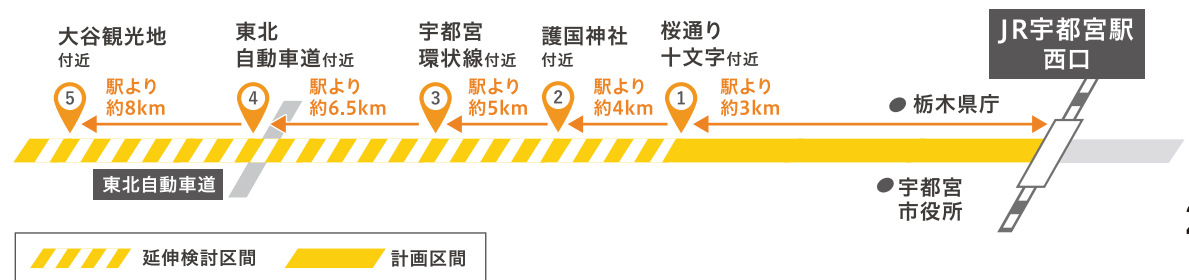 大谷観光地
付近
東北
自動車道付近
宇都宮
環状線付近
護国神社
付近
桜通り
十文字付近
JR宇都宮駅
西口
5
駅より
約8km
4
駅より
約6.5km
3
駅より
約5km
2
駅より
約4km
1
駅より
約3km
栃木県庁
東北自動車道
宇都宮
市役所
延伸検討区間
計画区間